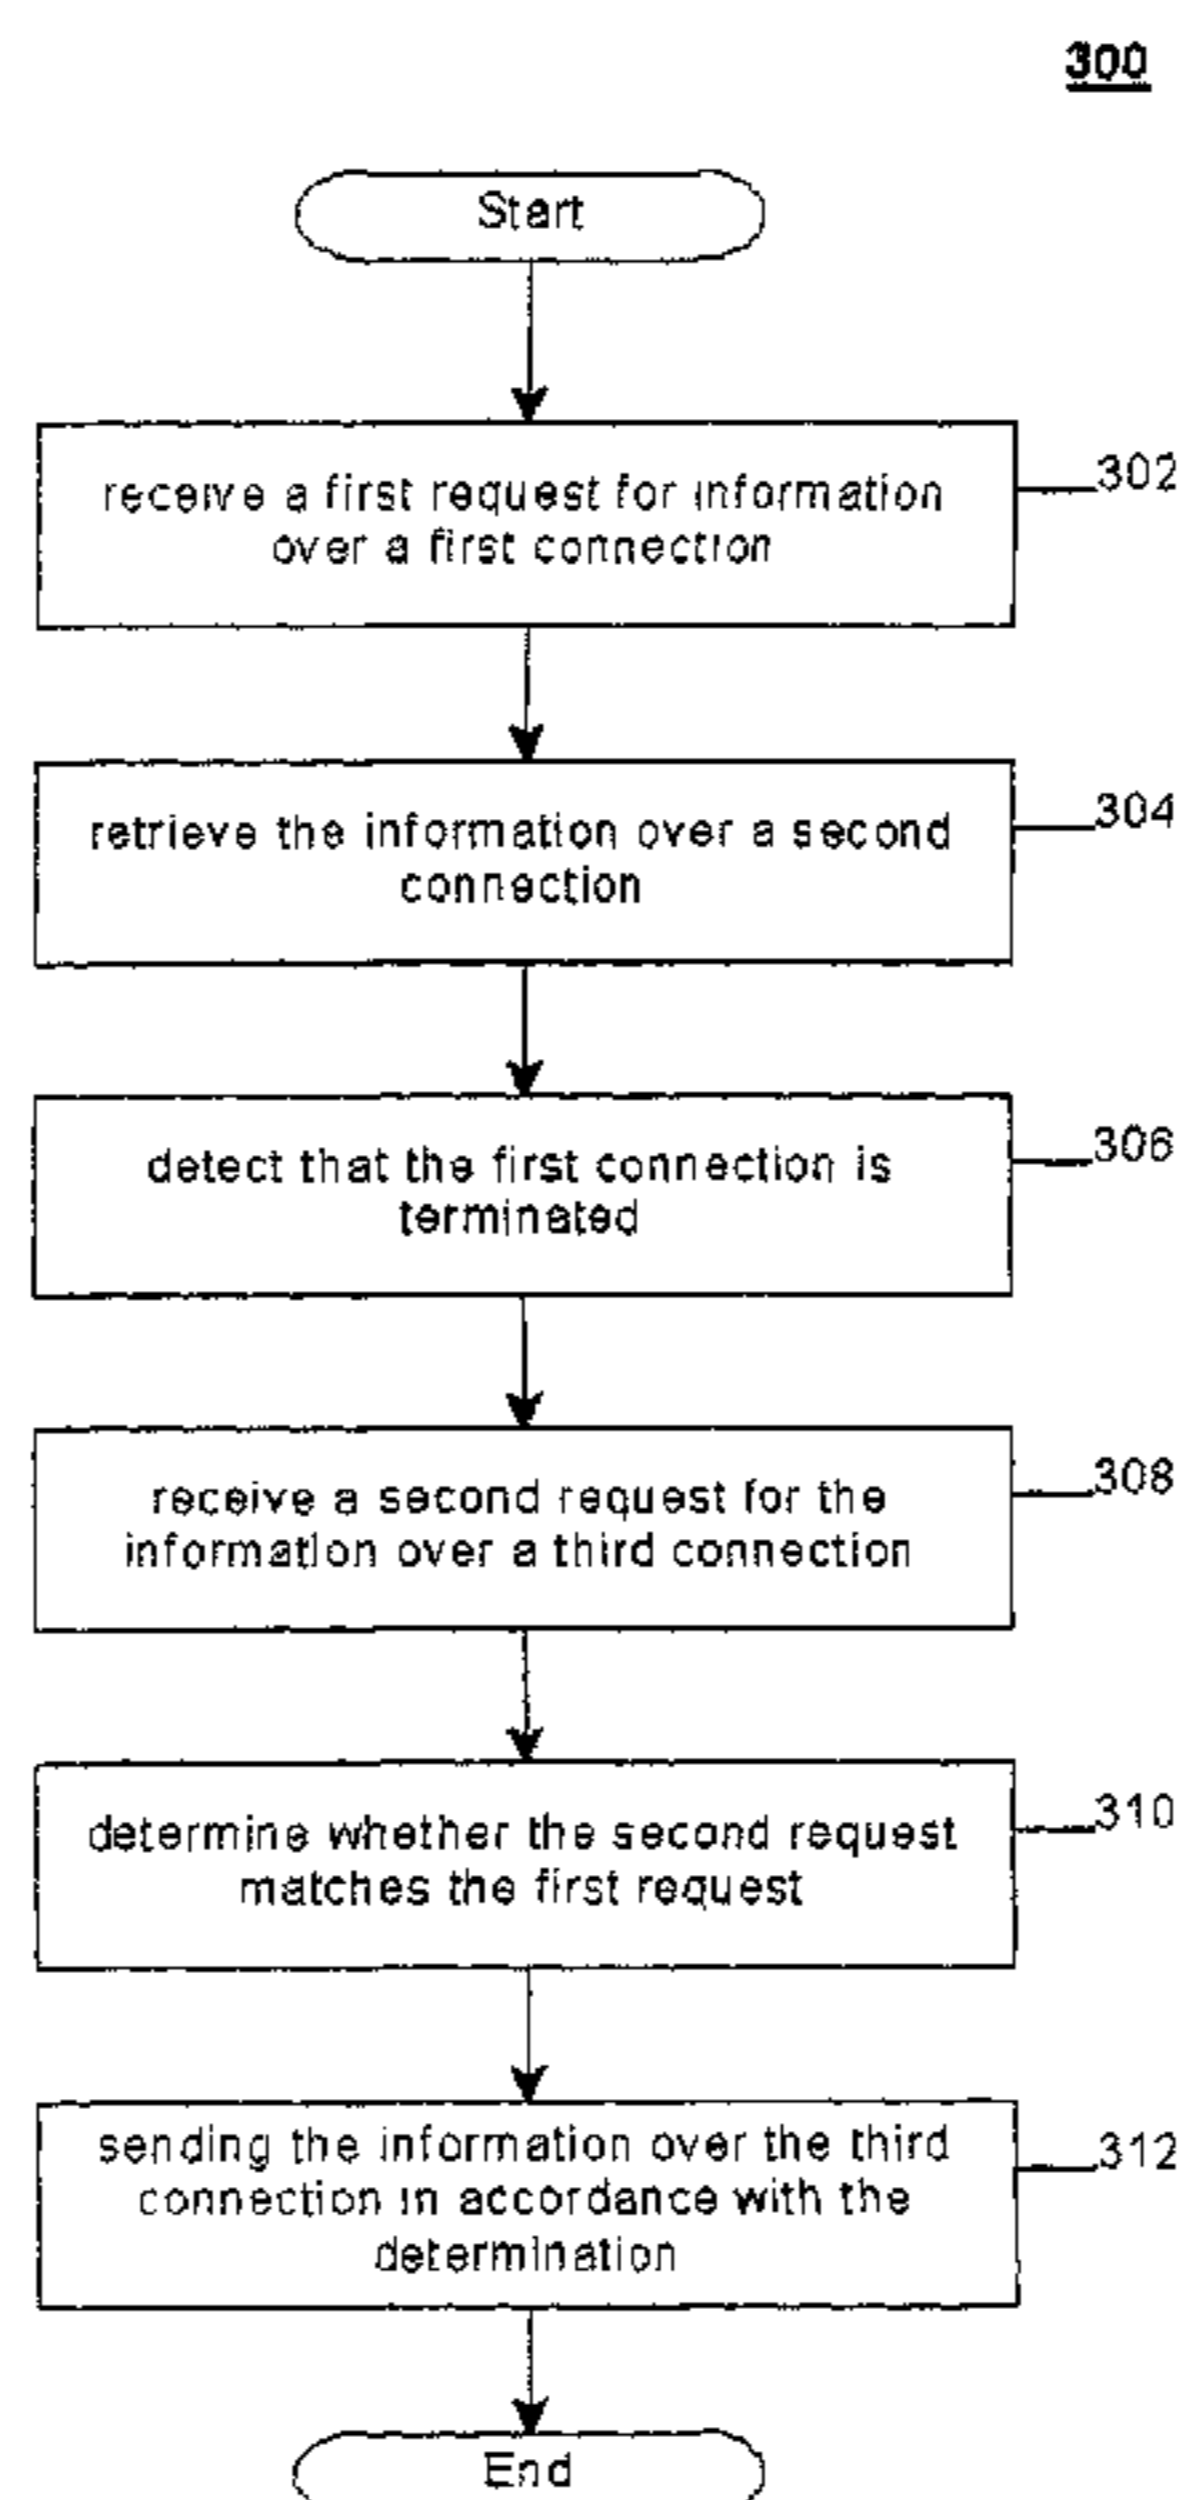 300
Start
receive a first request for information
over a first connection
302
retrieve the information over a second
connection
304
detect that the first connection is
terminated
306
receive a second request for the
information over a third connection
308
determine whether the second request
matches the first request
310
sending the information over the third
connection in accordance with the
determination
312
End